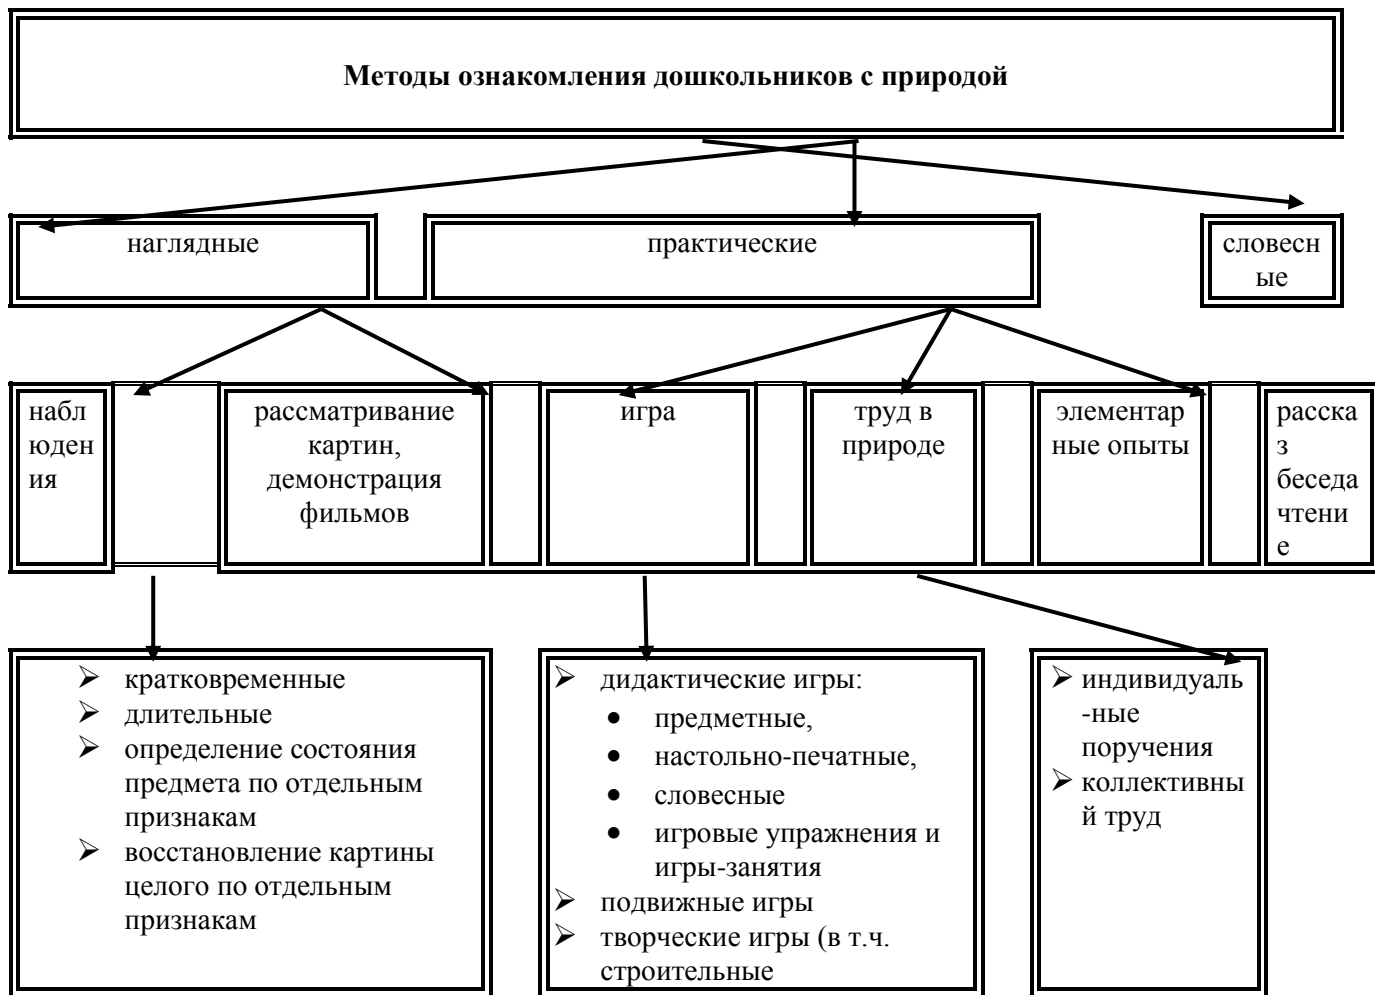 Методы ознакомления дошкольников с природой
наглядные
практические
словесн
ые
набл
юден
ия
рассматривание
картин,
демонстрация
фильмов
игра
труд в
природе
элементар
ные опыты
расска
з
беседа
чтени
е
➢ кратковременные
➢ длительные
➢ определение состояния
предмета по отдельным
признакам
➢ восстановление картины
целого по отдельным
признакам
➢ дидактические игры:
• предметные,
• настольно-печатные,
• словесные
• игровые упражнения и
игры-занятия
➢ подвижные игры
➢ творческие игры (в т.ч.
строительные
➢ индивидуаль
-ные
поручения
➢ коллективны
й труд